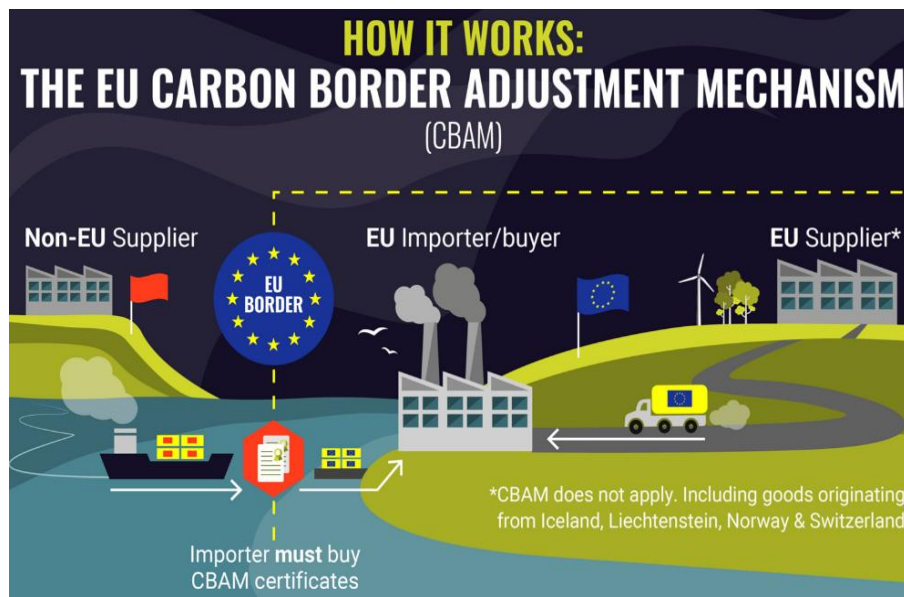 HOW IT WORKS:
THE EU CARBON BORDER ADJUSTMENT MECHANISM
(CBAM)
Non-EU Supplier
EU Importer/buyer
EU Supplier*
EU
BORDER
*CBAM does not apply. Including goods originating
from Iceland, Liechtenstein, Norway & Switzerland
Importer must buy
CBAM certificates